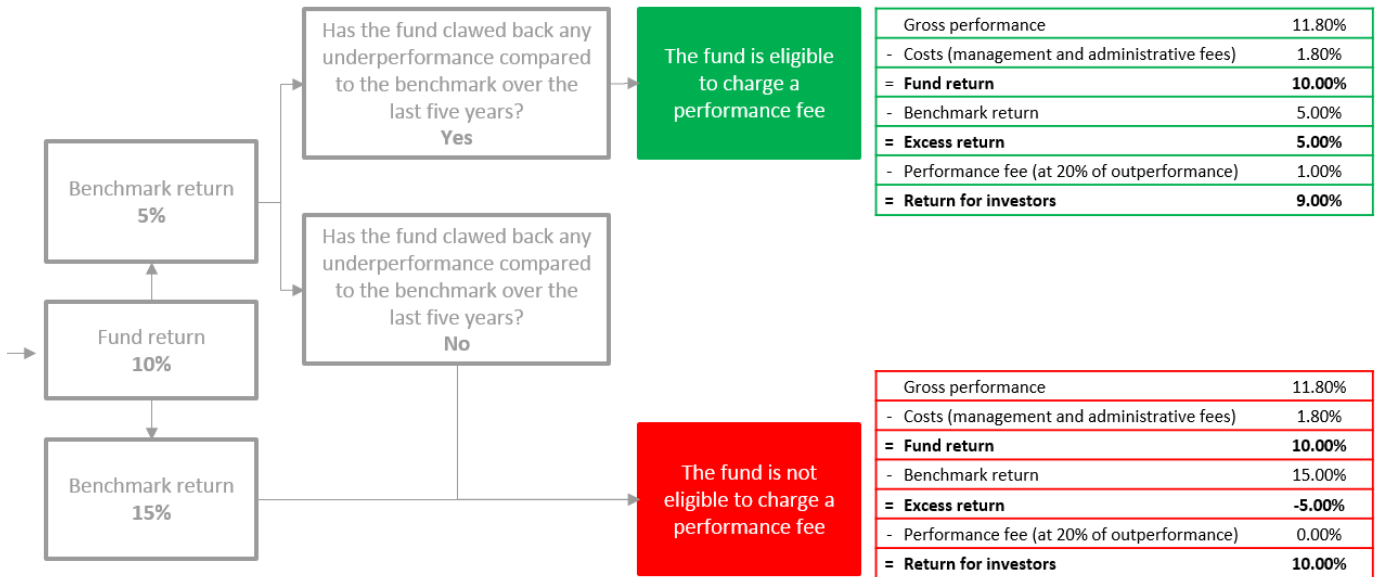 Has the fund clawed back any
underperformance compared
to the benchmark over the
last five years?
Yes
The fund is eligible
to charge a
performance fee
Gross performance 11.80%
- Costs (management and administrative fees) 1.80%
= Fund return 10.00%
- Benchmark return 5.00%
= Excess return 5.00%
- Performance fee (at 20% of outperformance) 1.00%
= Return for investors 9.00%
Benchmark return
5%
Has the fund clawed back any
underperformance compared
to the benchmark over the
last five years?
No
Fund return
10%
Benchmark return
15%
The fund is not
eligible to charge a
performance fee
Gross performance 11.80%
- Costs (management and administrative fees) 1.80%
= Fund return 10.00%
- Benchmark return 15.00%
= Excess return -5.00%
- Performance fee (at 20% of outperformance) 0.00%
= Return for investors 10.00%